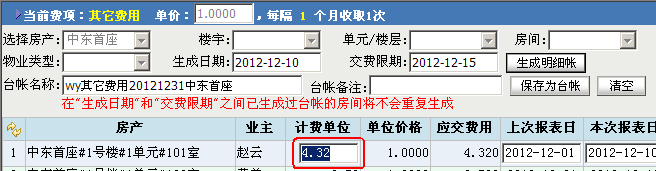 当前费项：其它费用 单价：1.0000，每隔 1 个月收取1次
选择房产：中东首座 楼宇： 单元/楼层： 房间：
物业类型： 生成日期：2012-12-10 交费限期：2012-12-15 生成明细帐
台帐名称：wy其它费用20121231中东首座 台帐备注： 保存为台帐 清空
在“生成日期”和“交费限期”之间已生成过台帐的房间将不会重复生成
房产 业主 计费单位 单位价格 应交费用 上次报表日 本次报表日
1 中东首座#1号楼#1单元#101室 赵云 4.32 1.0000 4.320 2012-12-01 2012-12-10